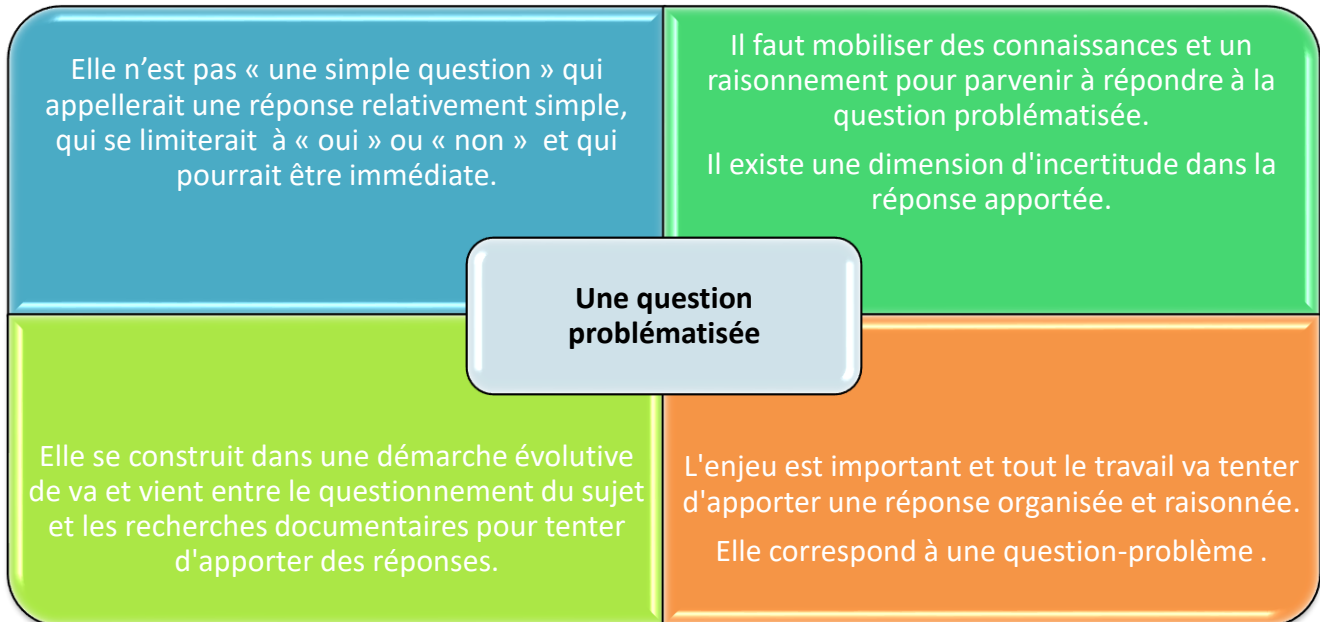 Elle n’est pas « une simple question » qui
appellerait une réponse relativement simple,
qui se limiterait à « oui » ou « non » et qui
pourrait être immédiate.
Il faut mobiliser des connaissances et un
raisonnement pour parvenir à répondre à la
question problématisée.
Il existe une dimension d'incertitude dans la
réponse apportée.
Une question
problématisée
Elle se construit dans une démarche évolutive
de va et vient entre le questionnement du sujet
et les recherches documentaires pour tenter
d'apporter des réponses.
L'enjeu est important et tout le travail va tenter
d'apporter une réponse organisée et raisonnée.
Elle correspond à une question-problème .